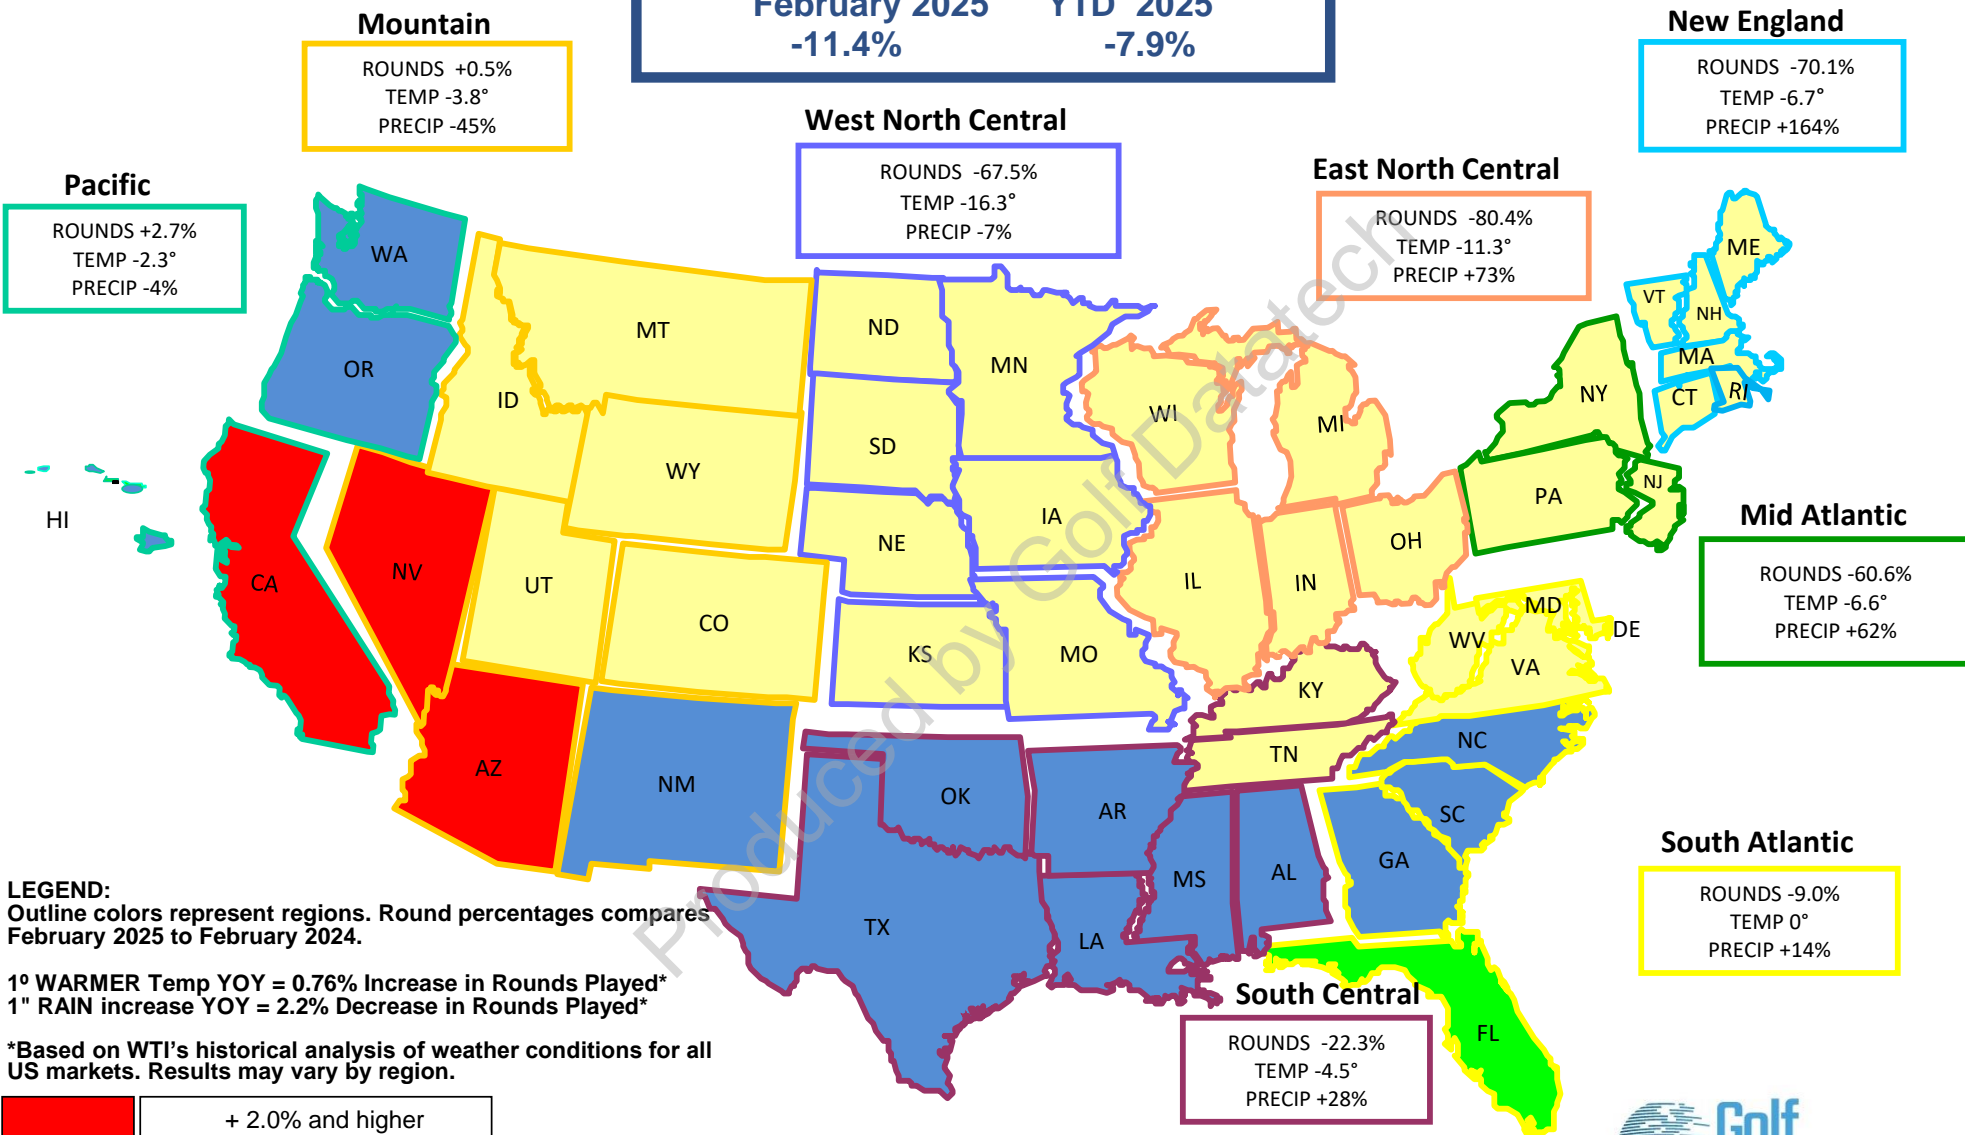 February 2025 YTD 2025
-11.4% -7.9%
Mountain
ROUNDS +0.5%
TEMP -3.8°
PRECIP -45%
New England
ROUNDS -70.1%
TEMP -6.7°
PRECIP +164%
West North Central
ROUNDS -67.5%
TEMP -16.3°
PRECIP -7%
East North Central
ROUNDS -80.4%
TEMP -11.3°
PRECIP +73%
Pacific
ROUNDS +2.7%
TEMP -2.3°
PRECIP -4%
WA
OR
ID
MT
WY
ND
SD
NE
KS
MN
IA
MO
WI
MI
IL
IN
OH
NY
PA
NJ
ME
VT
NH
MA
CT
RI
HI
CA
NV
UT
CO
AZ
NM
KY
TN
WV
MD
DE
VA
NC
SC
GA
OK
AR
TX
LA
MS
AL
FL
Mid Atlantic
ROUNDS -60.6%
TEMP -6.6°
PRECIP +62%
South Atlantic
ROUNDS -9.0%
TEMP 0°
PRECIP +14%
South Central
ROUNDS -22.3%
TEMP -4.5°
PRECIP +28%
Produced by Golf Datatech
LEGEND:
Outline colors represent regions. Round percentages compares
February 2025 to February 2024.
1º WARMER Temp YOY = 0.76% Increase in Rounds Played*
1" RAIN increase YOY = 2.2% Decrease in Rounds Played*
*Based on WTI's historical analysis of weather conditions for all
US markets. Results may vary by region.
+ 2.0% and higher
Golf